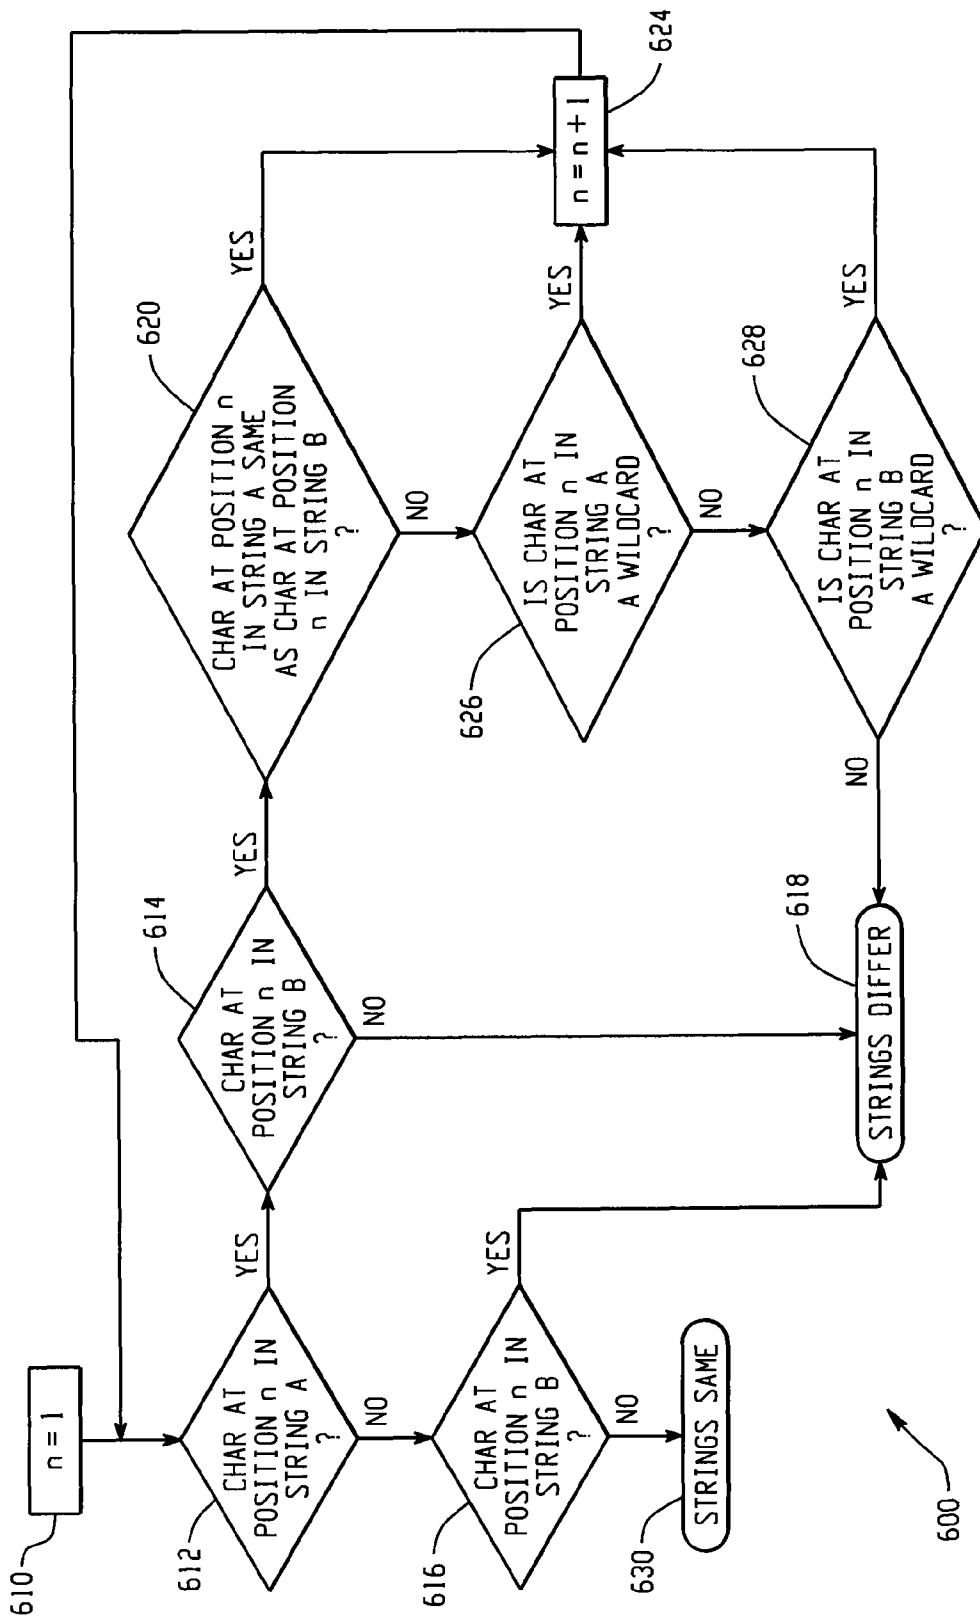 610
n = 1
612
CHAR AT
POSITION n IN
STRING A
?
YES
NO
614
CHAR AT
POSITION n IN
STRING B
?
YES
NO
620
CHAR AT POSITION n
IN STRING A SAME
AS CHAR AT POSITION
n IN STRING B
?
YES
NO
616
CHAR AT
POSITION n IN
STRING B
?
YES
NO
626
IS CHAR AT
POSITION n IN
STRING A
A WILDCARD
?
YES
NO
n = n + 1
624
630
STRINGS SAME
618
STRINGS DIFFER
628
IS CHAR AT
POSITION n IN
STRING B
A WILDCARD
?
YES
NO
600